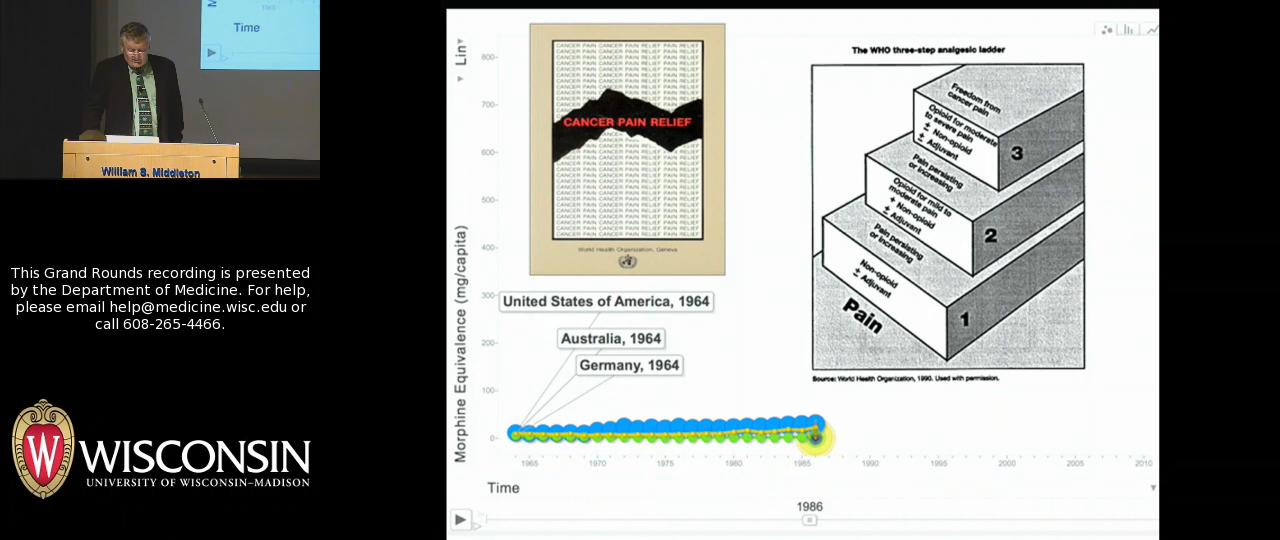 Time
William S. Middleton
This Grand Rounds recording is presented
by the Department of Medicine. For help,
please email help@medicine.wisc.edu or
call 608-265-4466.
W
WISCONSIN
UNIVERSITY OF WISCONSIN–MADISON
Lin
Morphine Equivalence (mg/capita)
800
700
600
500
400
300
200
100
0
CANCER PAIN RELIEF
World Health Organization, Geneva
United States of America, 1964
Australia, 1964
Germany, 1964
The WHO three-step analgesic ladder
Freedom from
cancer pain
Opioid for moderate
to severe pain
± Non-opioid
± Adjuvant
3
Pain persisting
or increasing
Opioid for mild to
moderate pain
+ Non-opioid
± Adjuvant
2
Pain persisting
or increasing
Non-opioid
± Adjuvant
1
Pain
Source: World Health Organization, 1990. Used with permission.
1965 1970 1975 1980 1985 1990 1995 2000 2005 2010
Time
1986